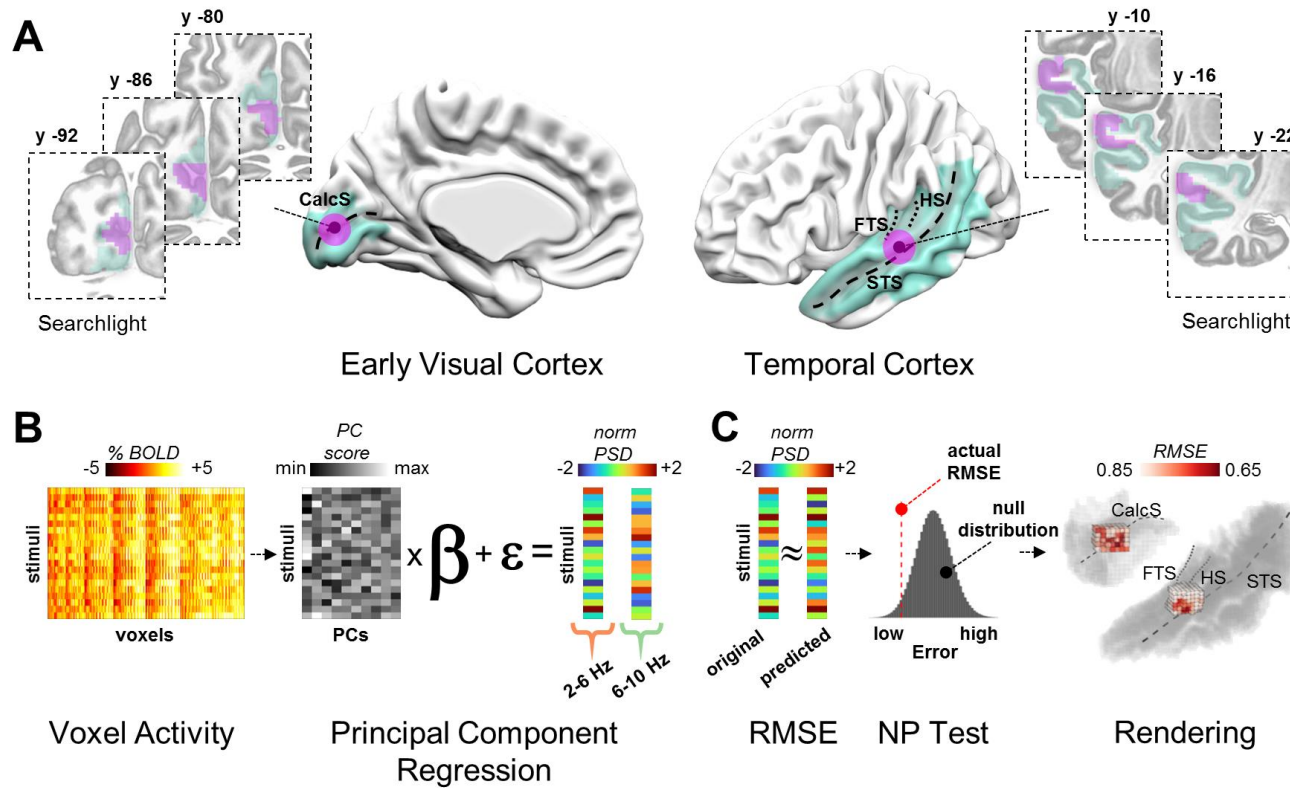 A
y -80
y -86
y -92
Searchlight
CalcS
Early Visual Cortex
FTS
HS
STS
Temporal Cortex
y -10
y -16
y -22
Searchlight
B
% BOLD
-5 +5
stimuli
voxels
Voxel Activity
PC
score
min max
stimuli
PCs
x β + ε =
norm
PSD
-2 +2
stimuli
2-6 Hz
6-10 Hz
Principal Component
Regression
C
norm
PSD
-2 +2
≈
original
predicted
RMSE
actual
RMSE
null
distribution
low high
Error
NP Test
RMSE
0.85 0.65
CalcS
FTS
HS
STS
Rendering